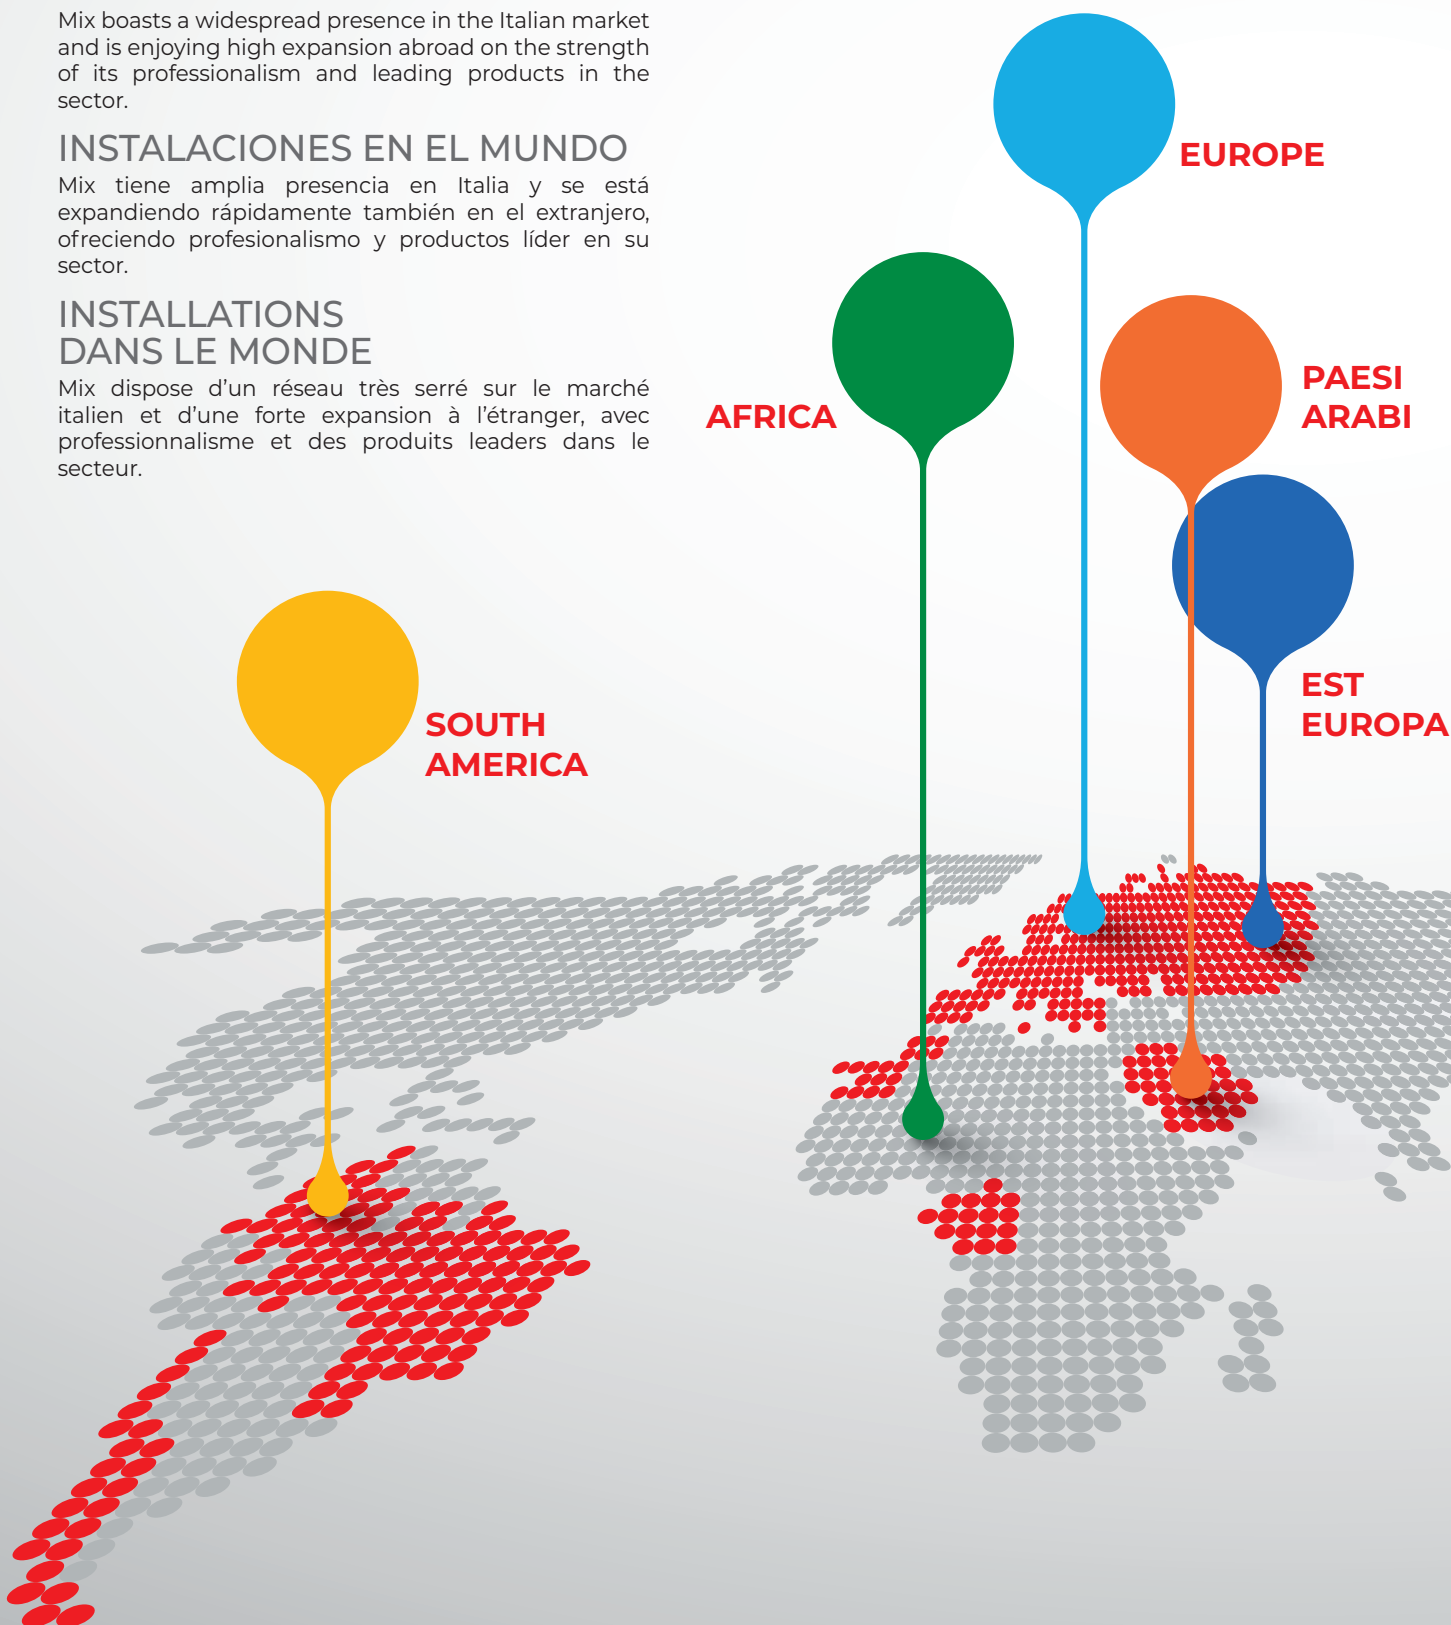 Mix boasts a widespread presence in the Italian market
and is enjoying high expansion abroad on the strength
of its professionalism and leading products in the
sector.
INSTALACIONES EN EL MUNDO
Mix tiene amplia presencia en Italia y se está
expandiendo rápidamente también en el extranjero,
ofreciendo profesionalismo y productos líder en su
sector.
INSTALLATIONS
DANS LE MONDE
Mix dispose d’un réseau très serré sur le marché
italien et d’une forte expansion à l’étranger, avec
professionnalisme et des produits leaders dans le
secteur.
EUROPE
AFRICA
PAESI
ARABI
EST
EUROPA
SOUTH
AMERICA